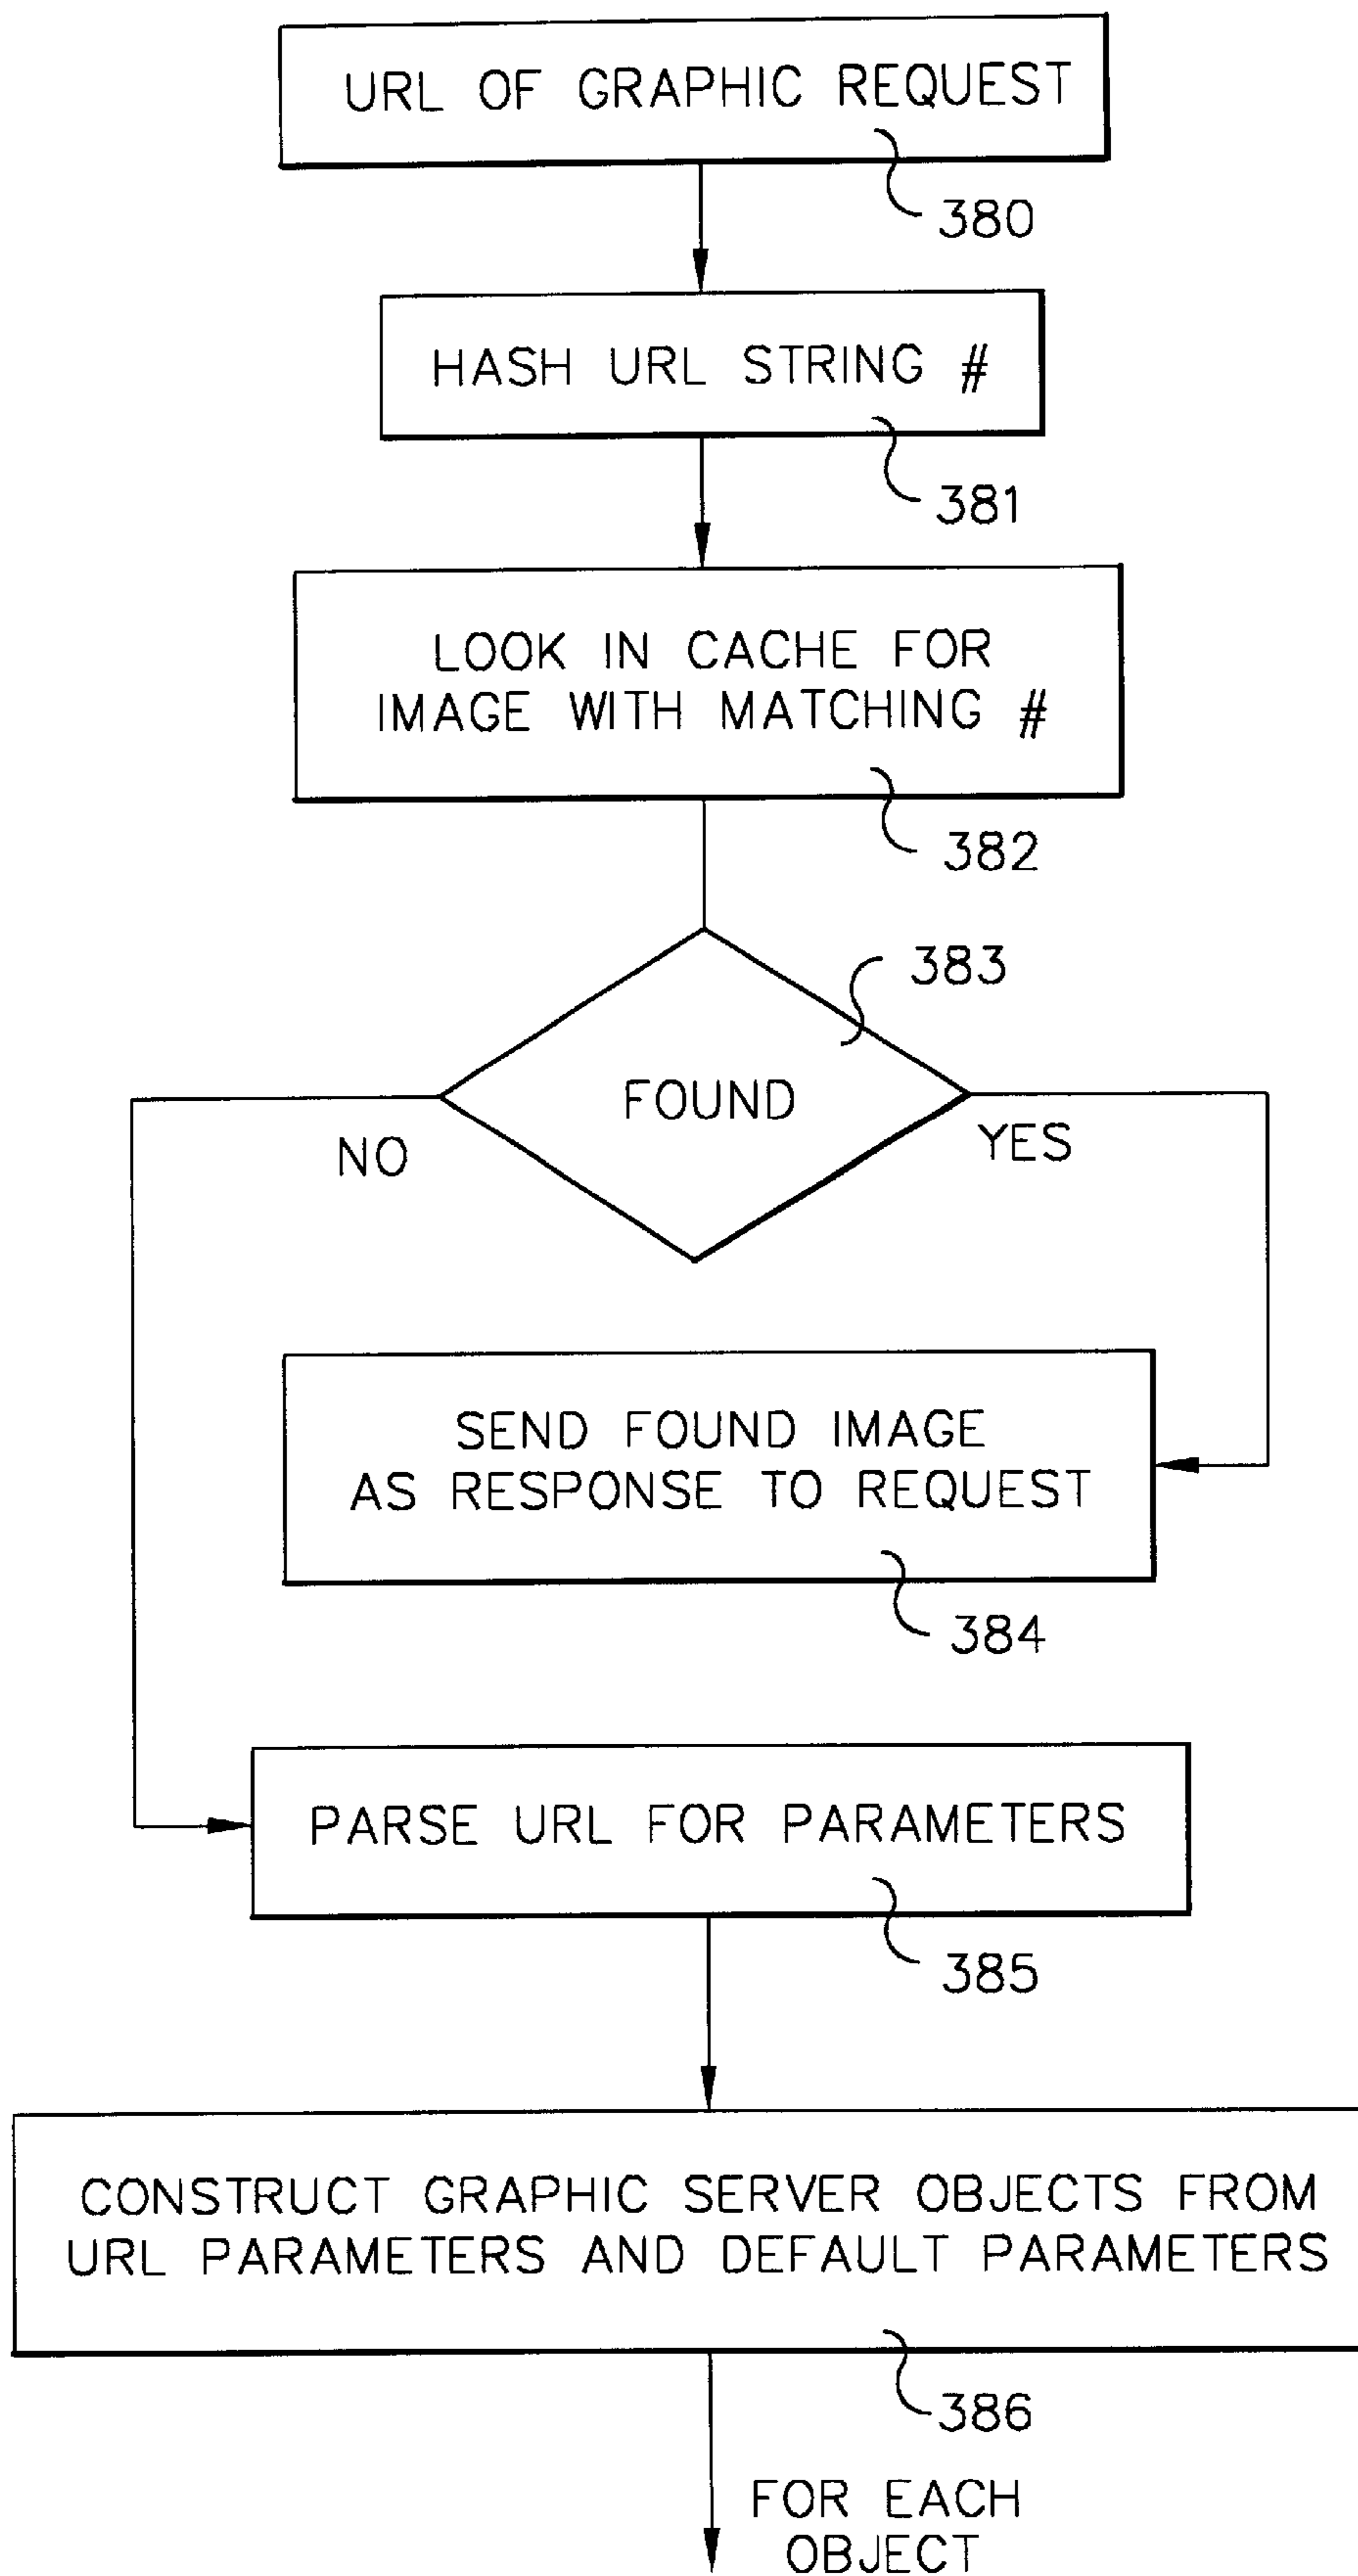 URL OF GRAPHIC REQUEST
380
HASH URL STRING #
381
LOOK IN CACHE FOR
IMAGE WITH MATCHING #
382
383
FOUND
NO
YES
SEND FOUND IMAGE
AS RESPONSE TO REQUEST
384
PARSE URL FOR PARAMETERS
385
CONSTRUCT GRAPHIC SERVER OBJECTS FROM
URL PARAMETERS AND DEFAULT PARAMETERS
386
FOR EACH
OBJECT